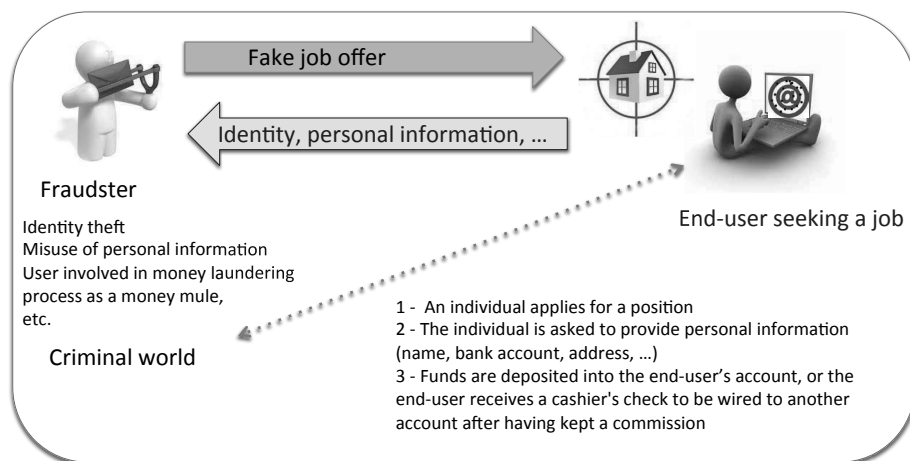 Fake job offer
Identity, personal information, ...
Fraudster
Identity theft
Misuse of personal information
User involved in money laundering
process as a money mule,
etc.
Criminal world
@
End-user seeking a job
1 - An individual applies for a position
2 - The individual is asked to provide personal information
(name, bank account, address, ...)
3 - Funds are deposited into the end-user's account, or the
end-user receives a cashier's check to be wired to another
account after having kept a commission